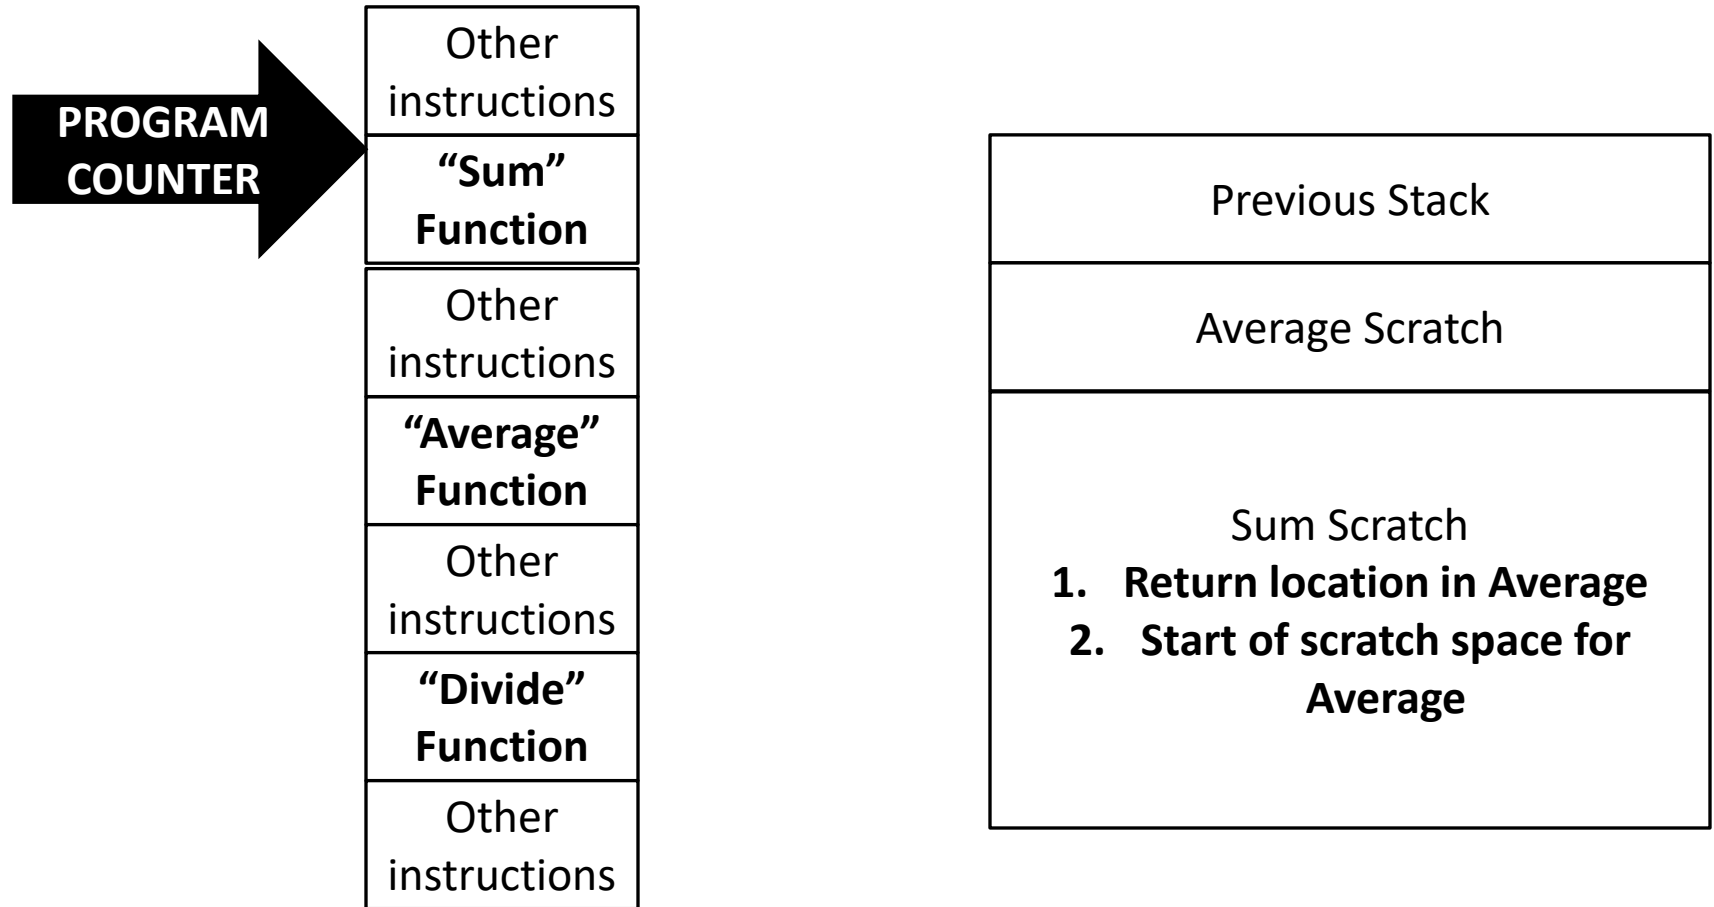 PROGRAM
COUNTER
Other
instructions
“Sum”
Function
Other
instructions
“Average”
Function
Other
instructions
“Divide”
Function
Other
instructions
Previous Stack
Average Scratch
Sum Scratch
1. Return location in Average
2. Start of scratch space for
Average